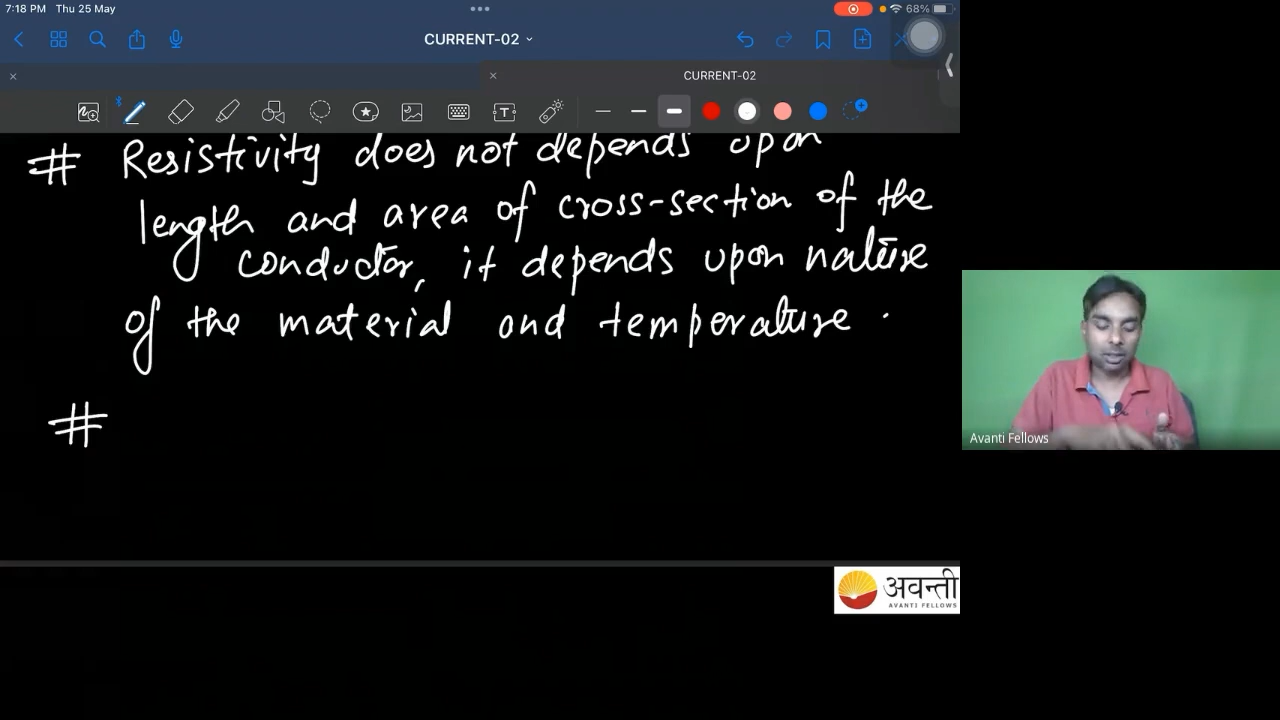 7:18 PM Thu 25 May
68%
CURRENT-02
CURRENT-02
# Resistivity does not depends upon
length and area of cross-section of the
conductor, it depends upon nature
of the material and temperature.
#
Avanti Fellows
अवन्ती
AVANTI FELLOWS